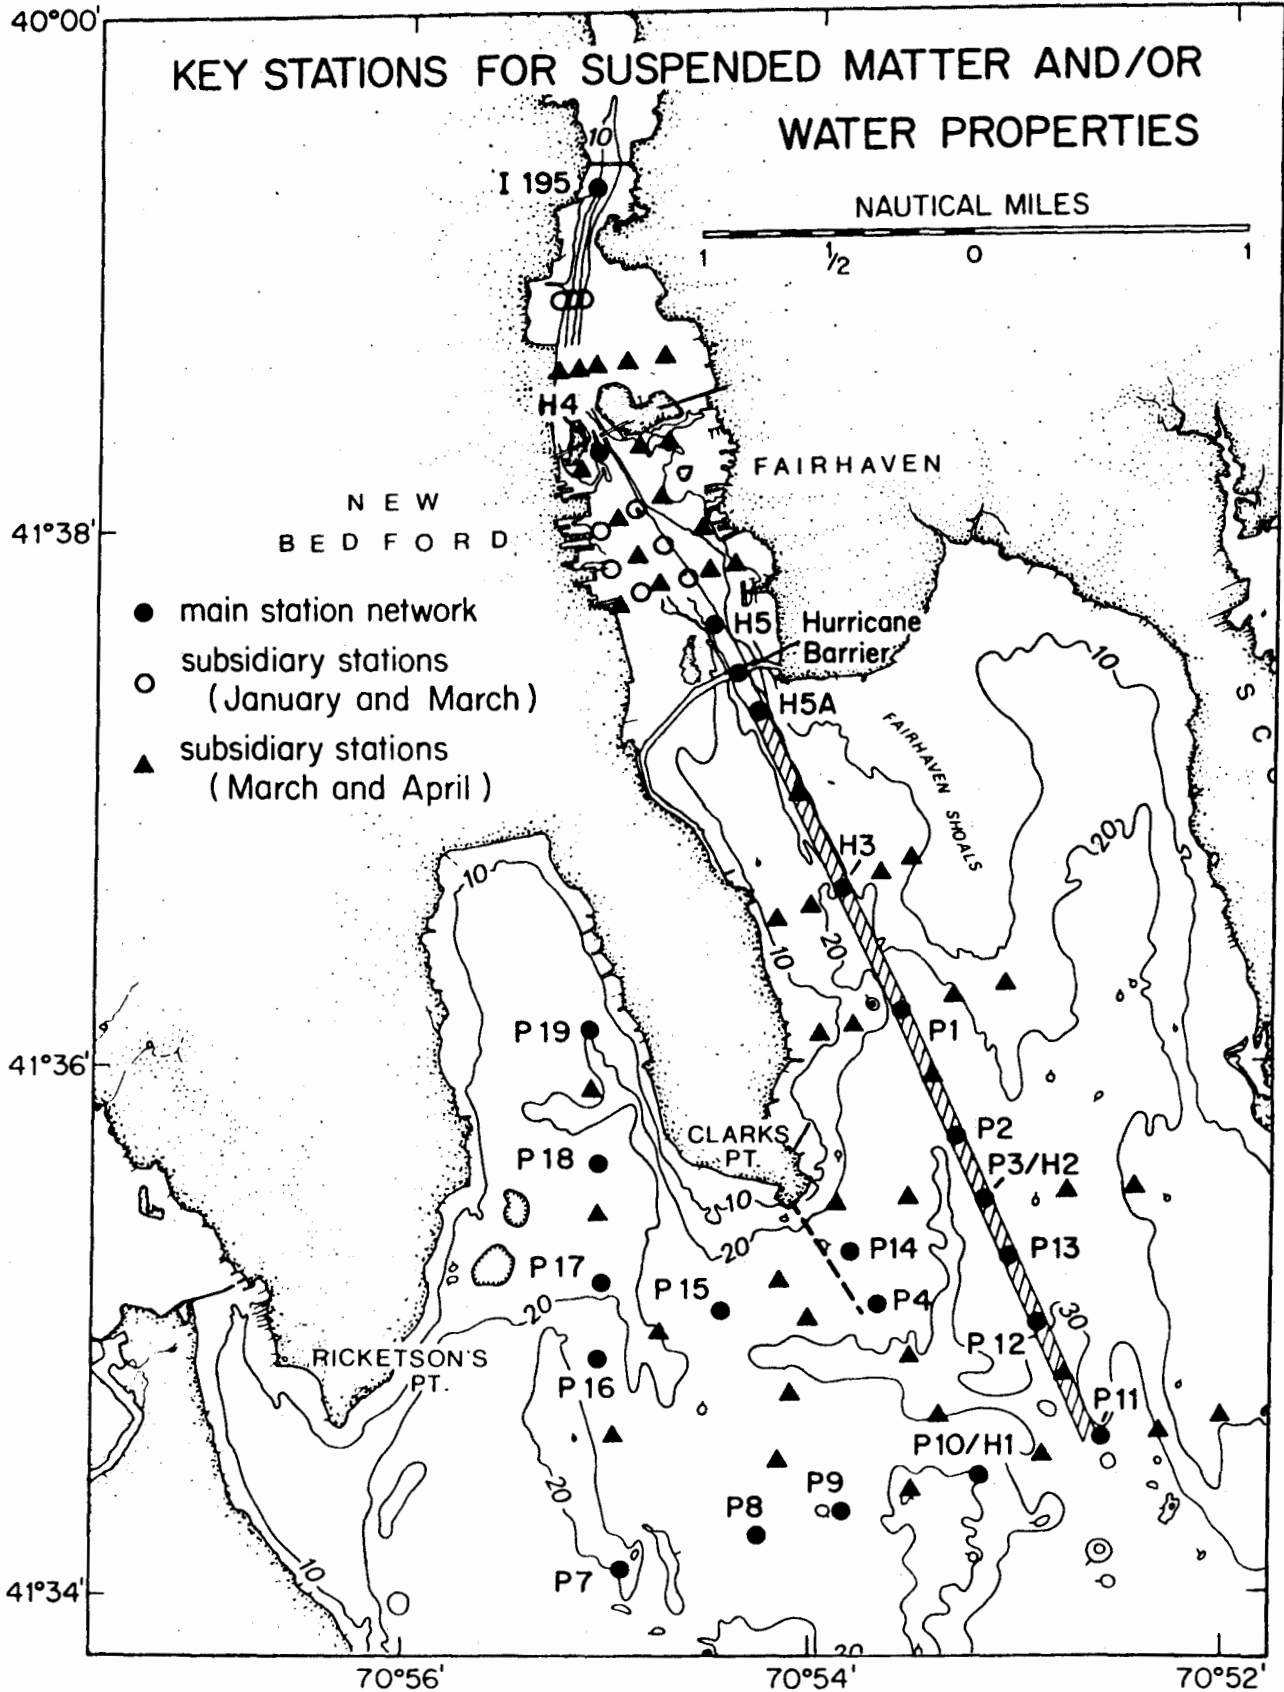 40°00'
KEY STATIONS FOR SUSPENDED MATTER AND/OR
WATER PROPERTIES
10
I 195
NAUTICAL MILES
1 1/2 0 1
H4
FAIRHAVEN
NEW
BEDFORD
41°38'
main station network
subsidiary stations
(January and March)
subsidiary stations
(March and April)
H5
Hurricane
Barrier
H5A
10
S
C
O
FAIRHAVEN SHOALS
H3
20
10
10
20
P19
P1
41°36'
CLARKS
PT.
P2
P18
P3/H2
10
20
P14
P13
P17
P15
P4
20
30
P12
RICKETSON'S
PT.
P16
P11
P10/H1
20
P9
P8
10
P7
41°34'
20
70°56' 70°54' 70°52'